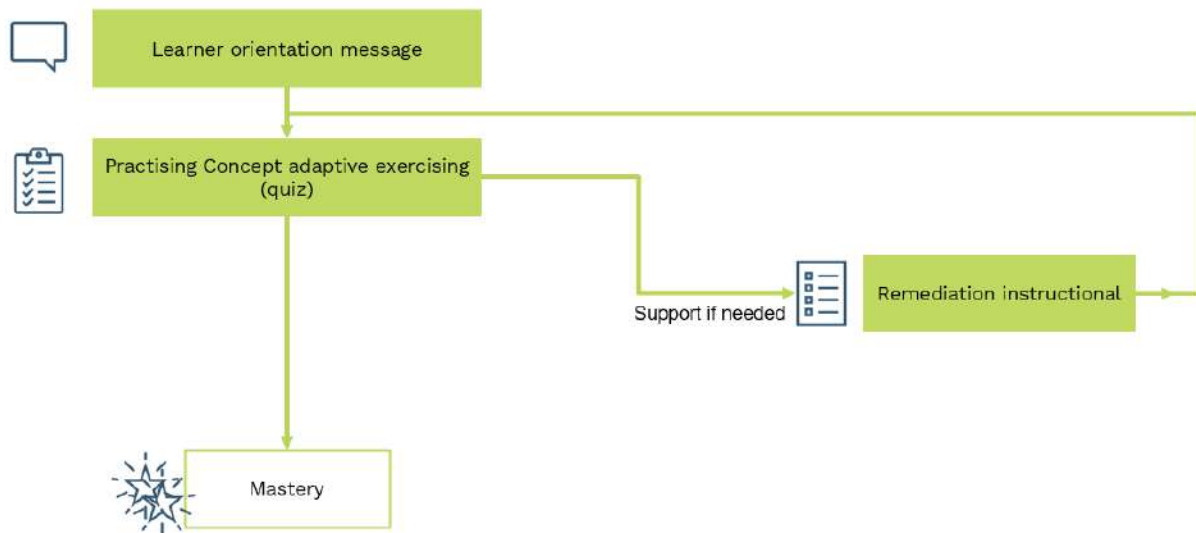 Learner orientation message
Practising Concept adaptive exercising
(quiz)
Remediation instructional
Support if needed
Mastery